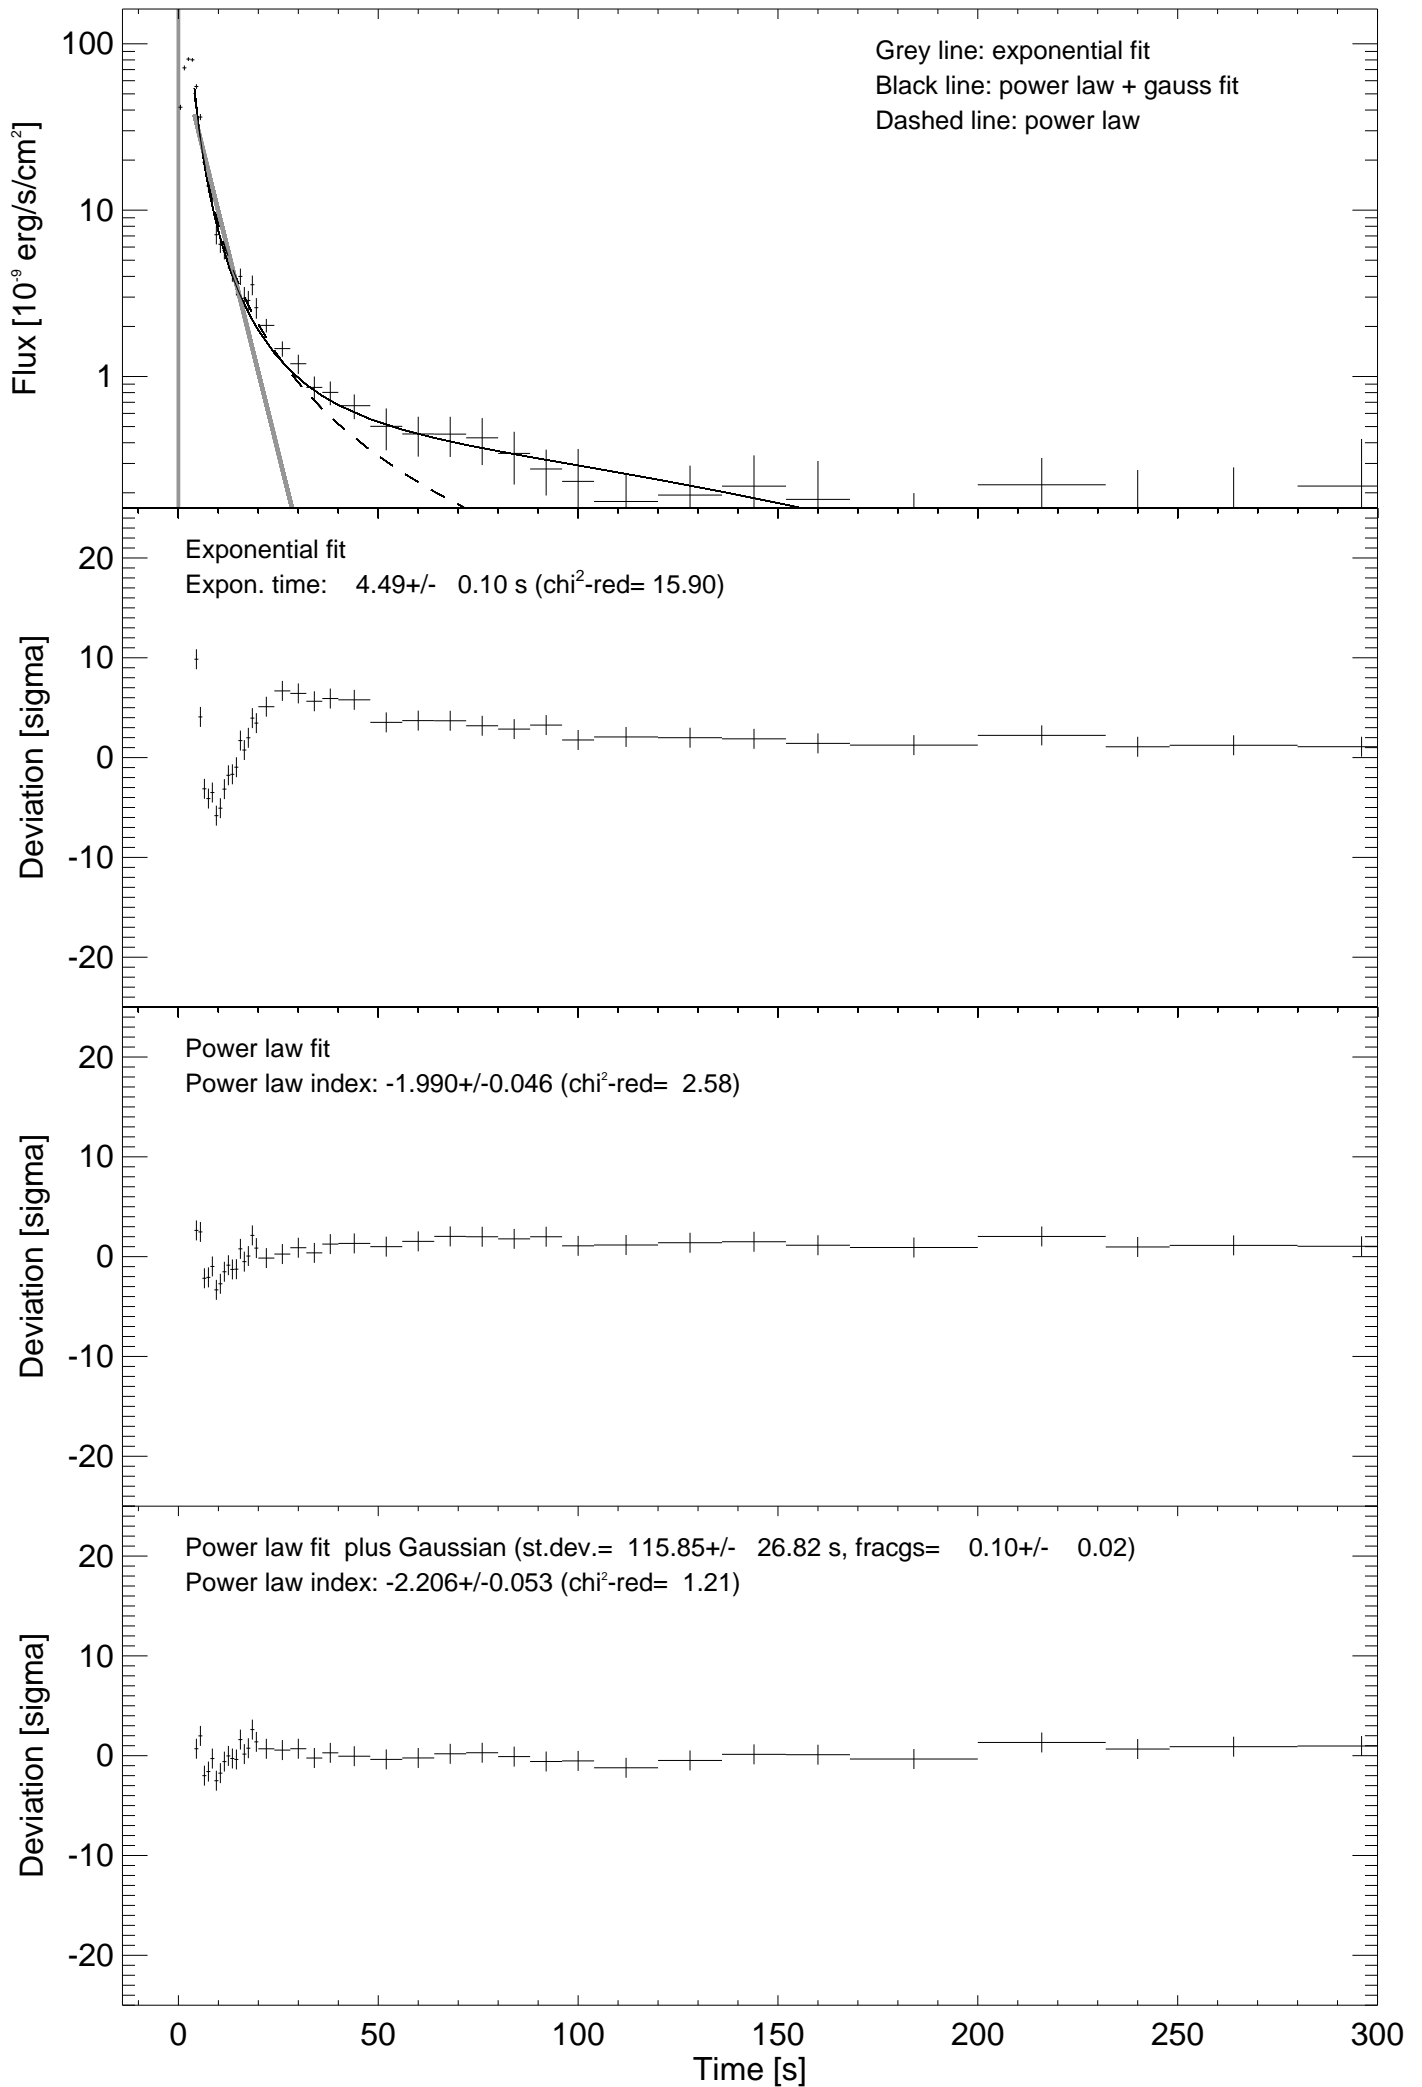 Flux [10⁻⁹ erg/s/cm²]
100
10
1
Grey line: exponential fit
Black line: power law + gauss fit
Dashed line: power law
Deviation [sigma]
20
10
0
-10
-20
Exponential fit
Expon. time: 4.49+/- 0.10 s (chi²-red= 15.90)
Deviation [sigma]
20
10
0
-10
-20
Power law fit
Power law index: -1.990+/-0.046 (chi²-red= 2.58)
Deviation [sigma]
20
10
0
-10
-20
Power law fit plus Gaussian (st.dev.= 115.85+/- 26.82 s, fracgs= 0.10+/- 0.02)
Power law index: -2.206+/-0.053 (chi²-red= 1.21)
0 50 100 150 200 250 300
Time [s]